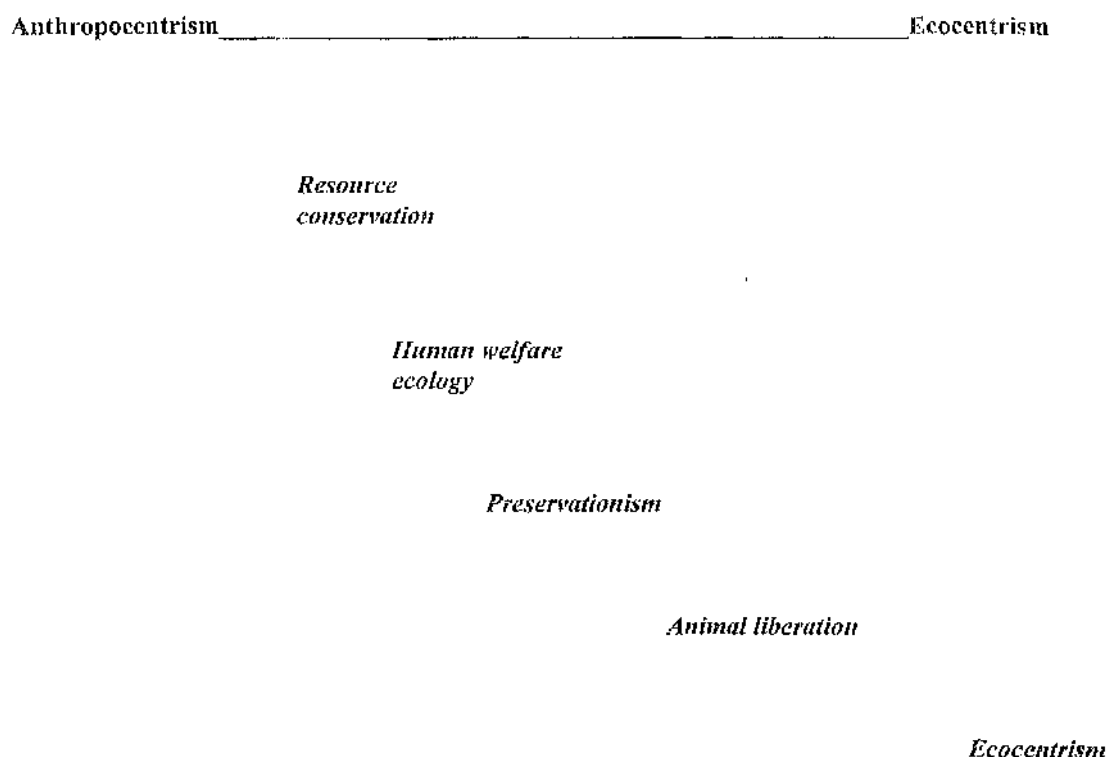 Anthropocentrism Ecocentrism
Resource
conservation
Human welfare
ecology
Preservationism
Animal liberation
Ecocentrism